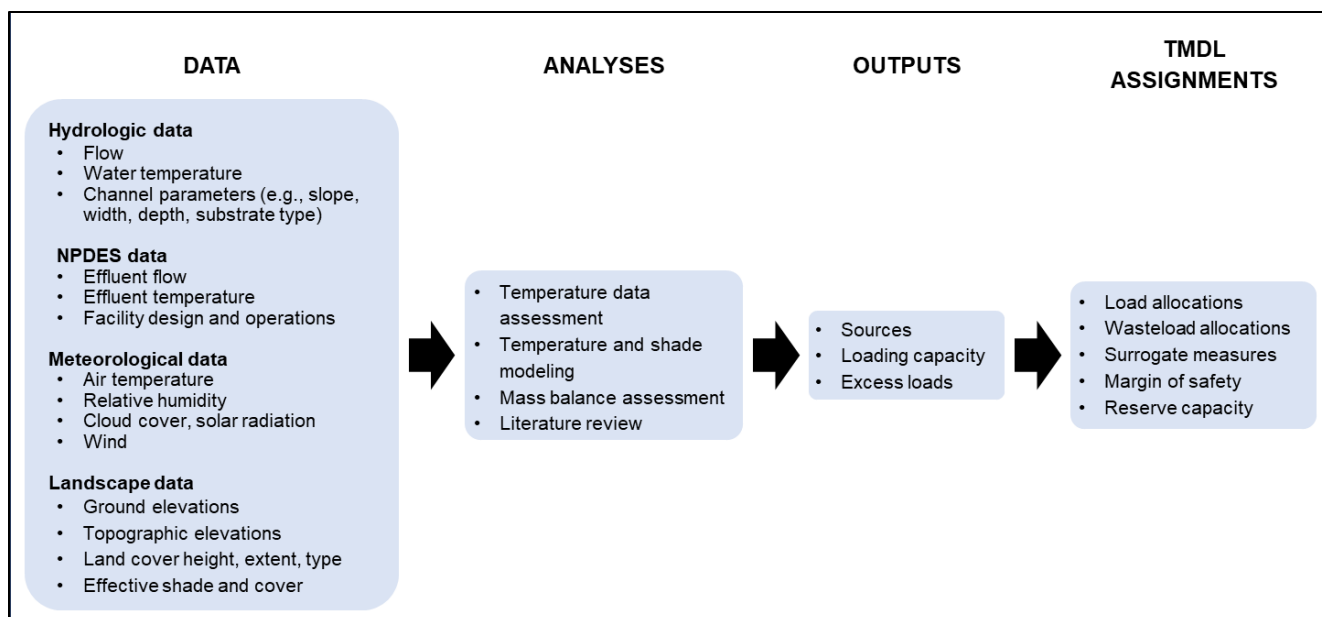 DATA
Hydrologic data
• Flow
• Water temperature
• Channel parameters (e.g., slope,
width, depth, substrate type)
NPDES data
• Effluent flow
• Effluent temperature
• Facility design and operations
Meteorological data
• Air temperature
• Relative humidity
• Cloud cover, solar radiation
• Wind
Landscape data
• Ground elevations
• Topographic elevations
• Land cover height, extent, type
• Effective shade and cover
ANALYSES
• Temperature data
assessment
• Temperature and shade
modeling
• Mass balance assessment
• Literature review
OUTPUTS
• Sources
• Loading capacity
• Excess loads
TMDL
ASSIGNMENTS
• Load allocations
• Wasteload allocations
• Surrogate measures
• Margin of safety
• Reserve capacity